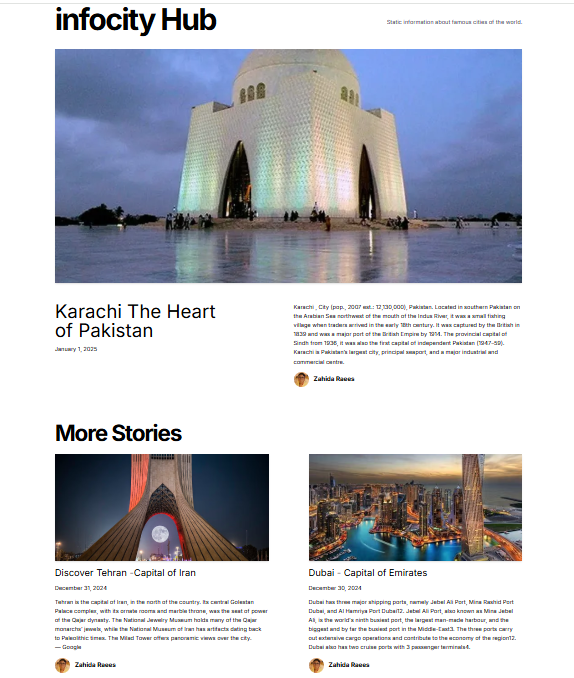 infocity Hub
Static information about famous cities of the world.
Karachi The Heart
of Pakistan
January 1, 2025
Karachi , City (pop., 2007 est.: 12,130,000), Pakistan. Located in southern Pakistan on
the Arabian Sea northwest of the mouth of the Indus River, it was a small fishing
village when traders arrived in the early 18th century. It was captured by the British in
1839 and was a major port of the British Empire by 1914. The provincial capital of
Sindh from 1936, it was also the first capital of independent Pakistan (1947–59).
Karachi is Pakistan's largest city, principal seaport, and a major industrial and
commercial centre.
Zahida Raees
More Stories
Discover Tehran -Capital of Iran
December 31, 2024
Tehran is the capital of Iran, in the north of the country. Its central Golestan
Palace complex, with its ornate rooms and marble throne, was the seat of power
of the Qajar dynasty. The National Jewelry Museum holds many of the Qajar
monarchs' jewels, while the National Museum of Iran has artifacts dating back
to Paleolithic times. The Milad Tower offers panoramic views over the city.
— Google
Zahida Raees
Dubai - Capital of Emirates
December 30, 2024
Dubai has three major shipping ports, namely Jebel Ali Port, Mina Rashid Port
Dubai, and Al Hamriya Port Dubai12. Jebel Ali Port, also known as Mina Jebel
Ali, is the world's ninth busiest port, the largest man-made harbour, and the
biggest and by far the busiest port in the Middle-East3. The three ports carry
out extensive cargo operations and contribute to the economy of the region12.
Dubai also has two cruise ports with 3 passenger terminals4.
Zahida Raees